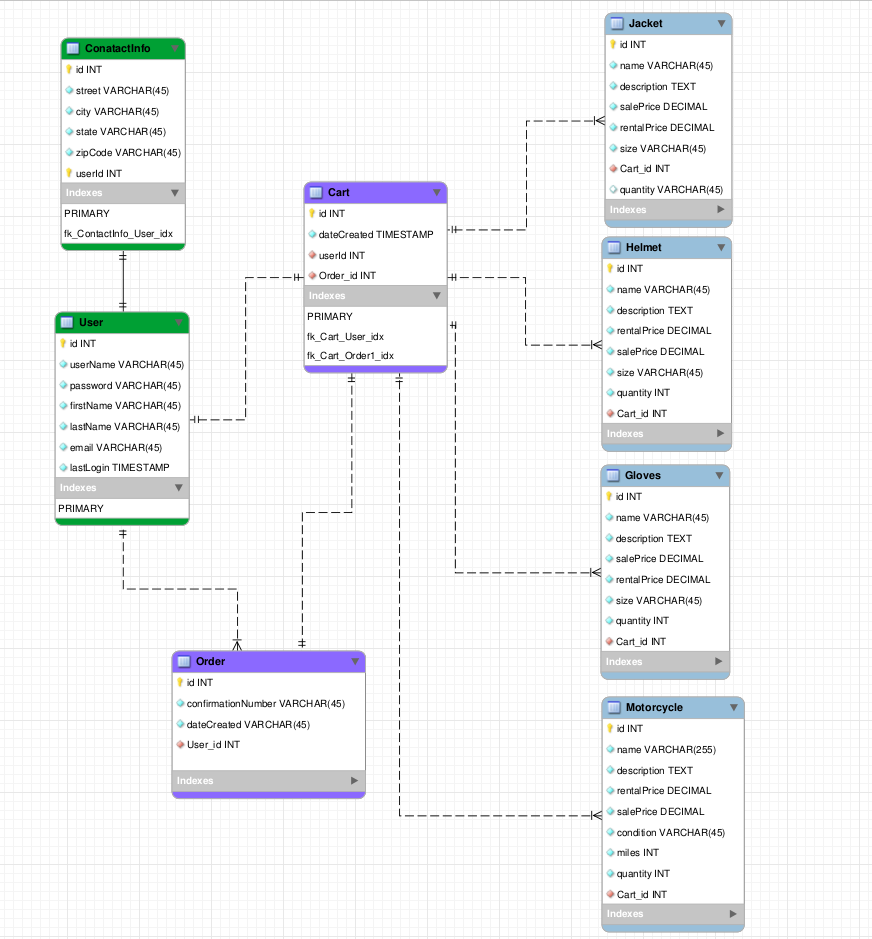 ConatactInfo
id INT
street VARCHAR(45)
city VARCHAR(45)
state VARCHAR(45)
zipCode VARCHAR(45)
userId INT
Indexes
PRIMARY
fk_ContactInfo_User_idx
User
id INT
userName VARCHAR(45)
password VARCHAR(45)
firstName VARCHAR(45)
lastName VARCHAR(45)
email VARCHAR(45)
lastLogin TIMESTAMP
Indexes
PRIMARY
Cart
id INT
dateCreated TIMESTAMP
userId INT
Order_id INT
Indexes
PRIMARY
fk_Cart_User_idx
fk_Cart_Order1_idx
Order
id INT
confirmationNumber VARCHAR(45)
dateCreated VARCHAR(45)
User_id INT
Indexes
Jacket
id INT
name VARCHAR(45)
description TEXT
salePrice DECIMAL
rentalPrice DECIMAL
size VARCHAR(45)
Cart_id INT
quantity VARCHAR(45)
Indexes
Helmet
id INT
name VARCHAR(45)
description TEXT
rentalPrice DECIMAL
salePrice DECIMAL
size VARCHAR(45)
quantity INT
Cart_id INT
Indexes
Gloves
id INT
name VARCHAR(45)
description TEXT
salePrice DECIMAL
rentalPrice DECIMAL
size VARCHAR(45)
quantity INT
Cart_id INT
Indexes
Motorcycle
id INT
name VARCHAR(255)
description TEXT
rentalPrice DECIMAL
salePrice DECIMAL
condition VARCHAR(45)
miles INT
quantity INT
Cart_id INT
Indexes